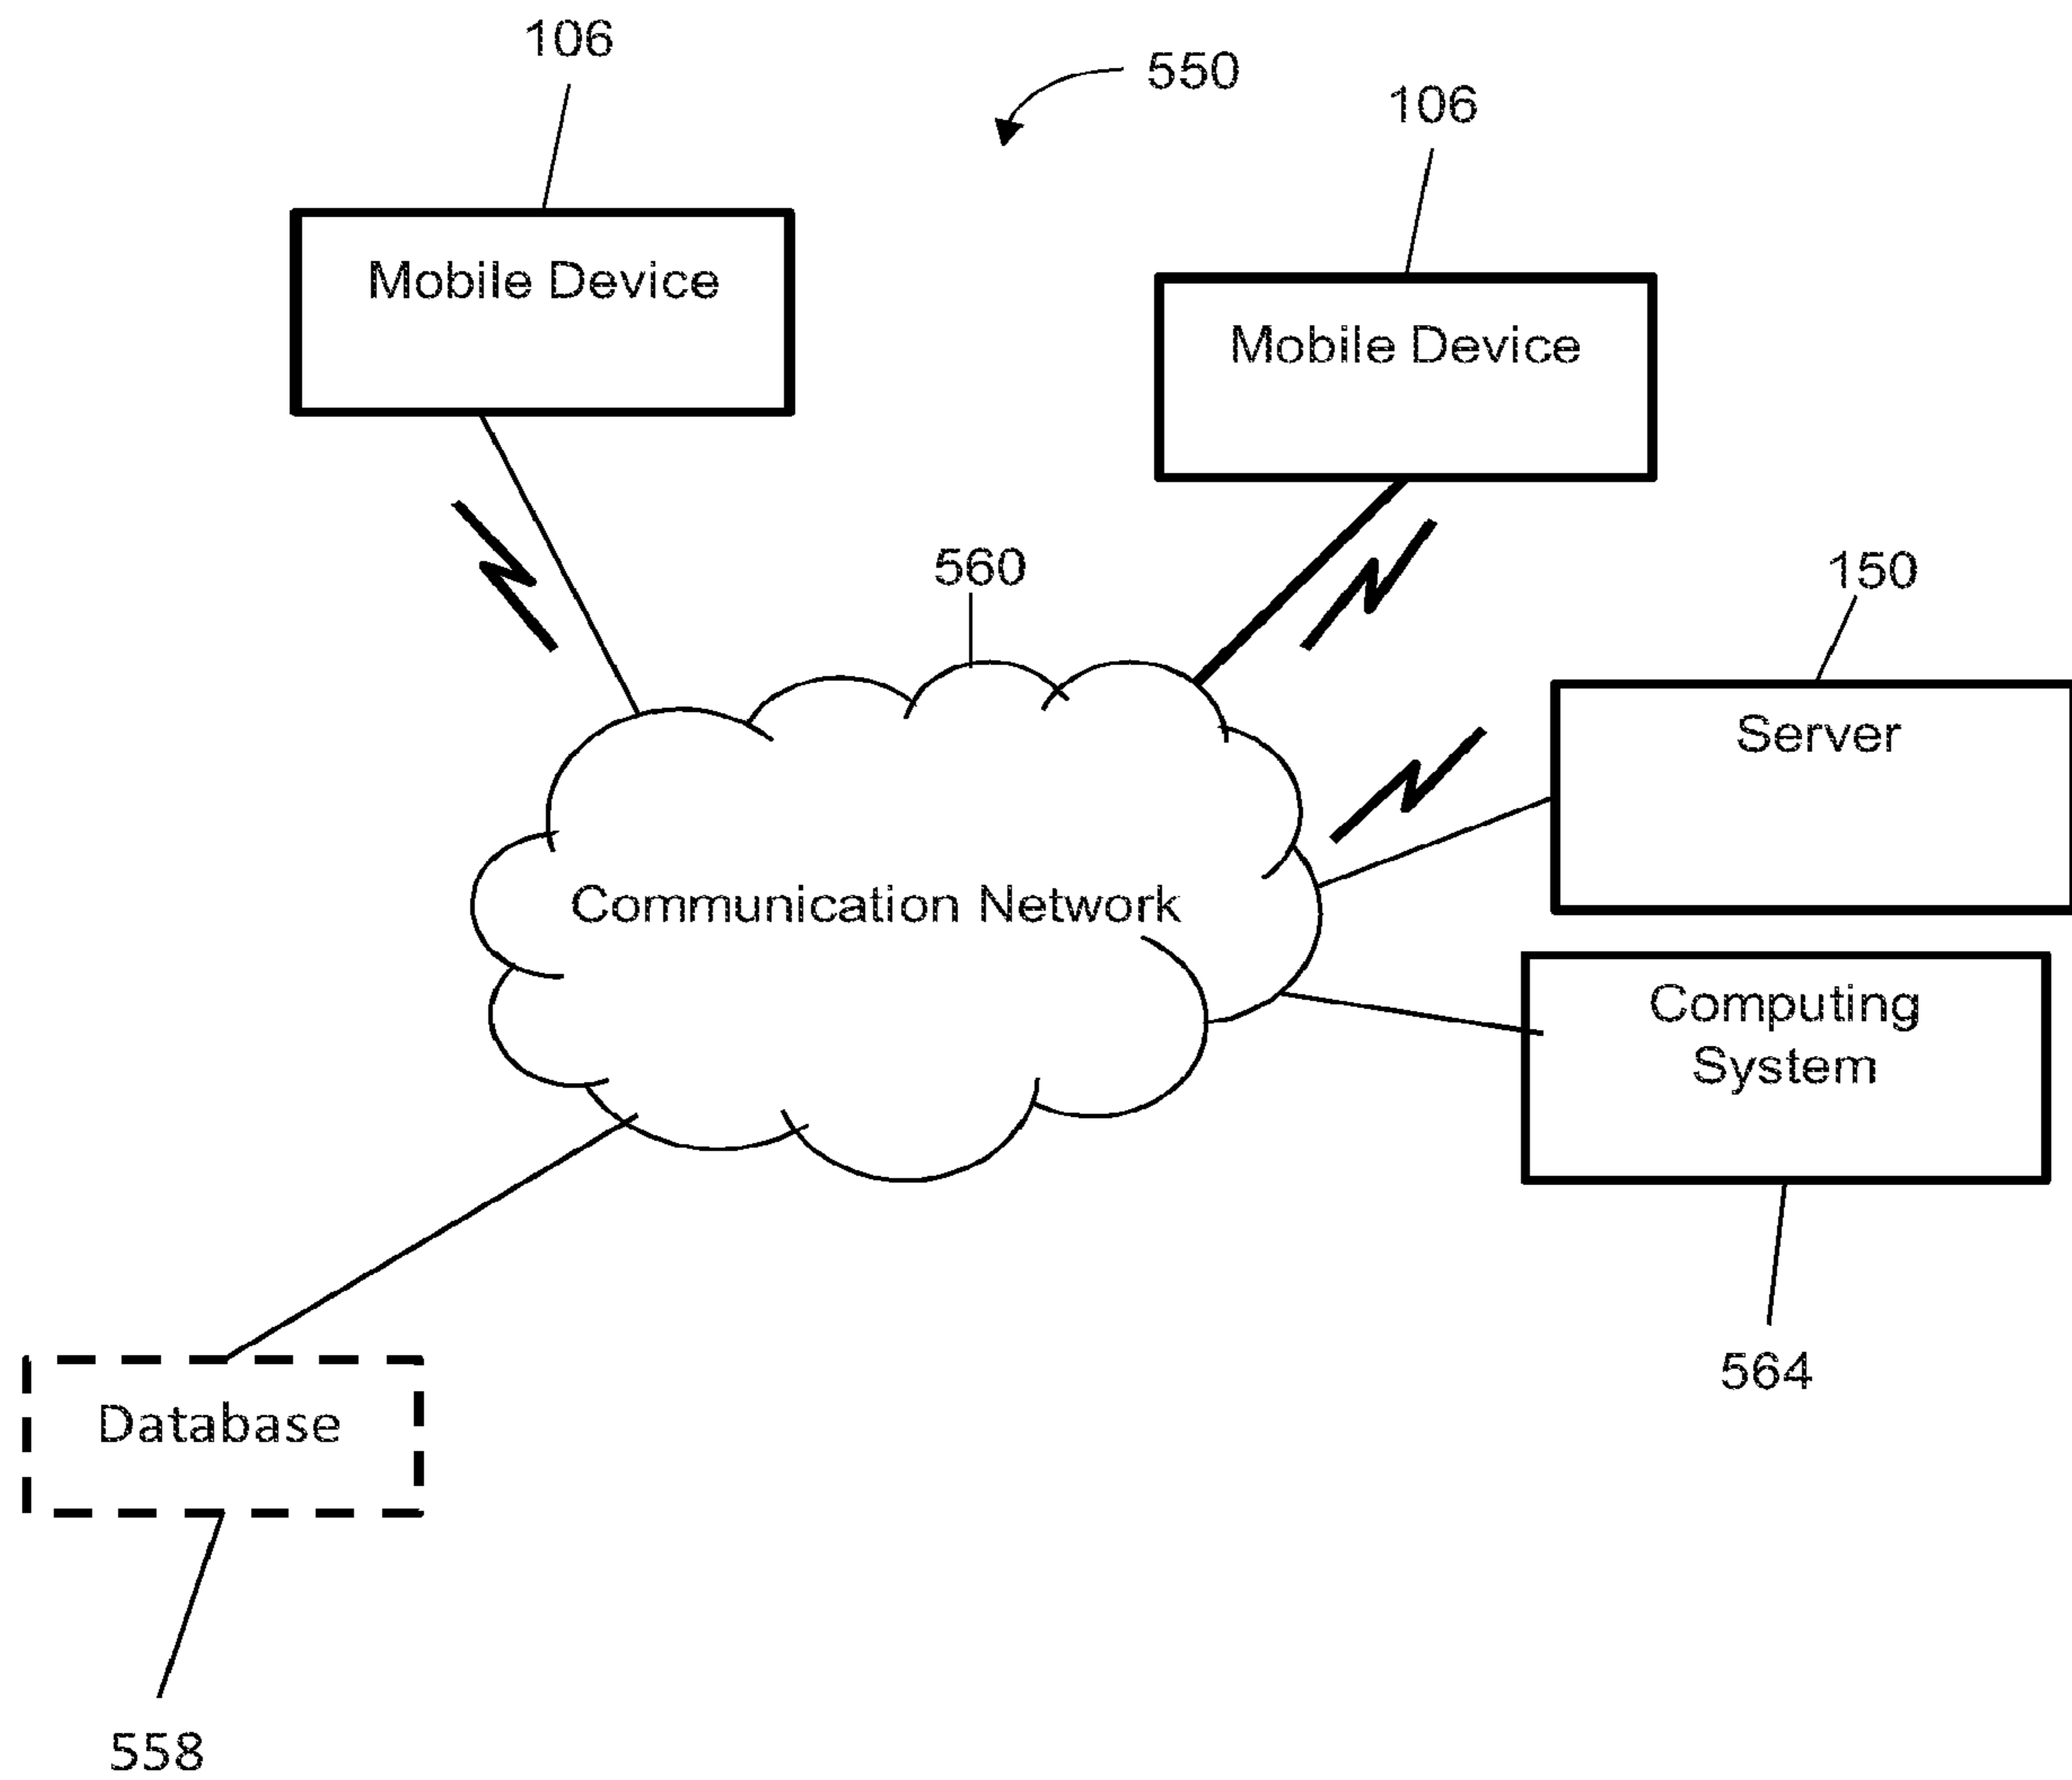 106
550
106
Mobile Device
Mobile Device
560
150
Server
Communication Network
Computing
System
564
Database
558